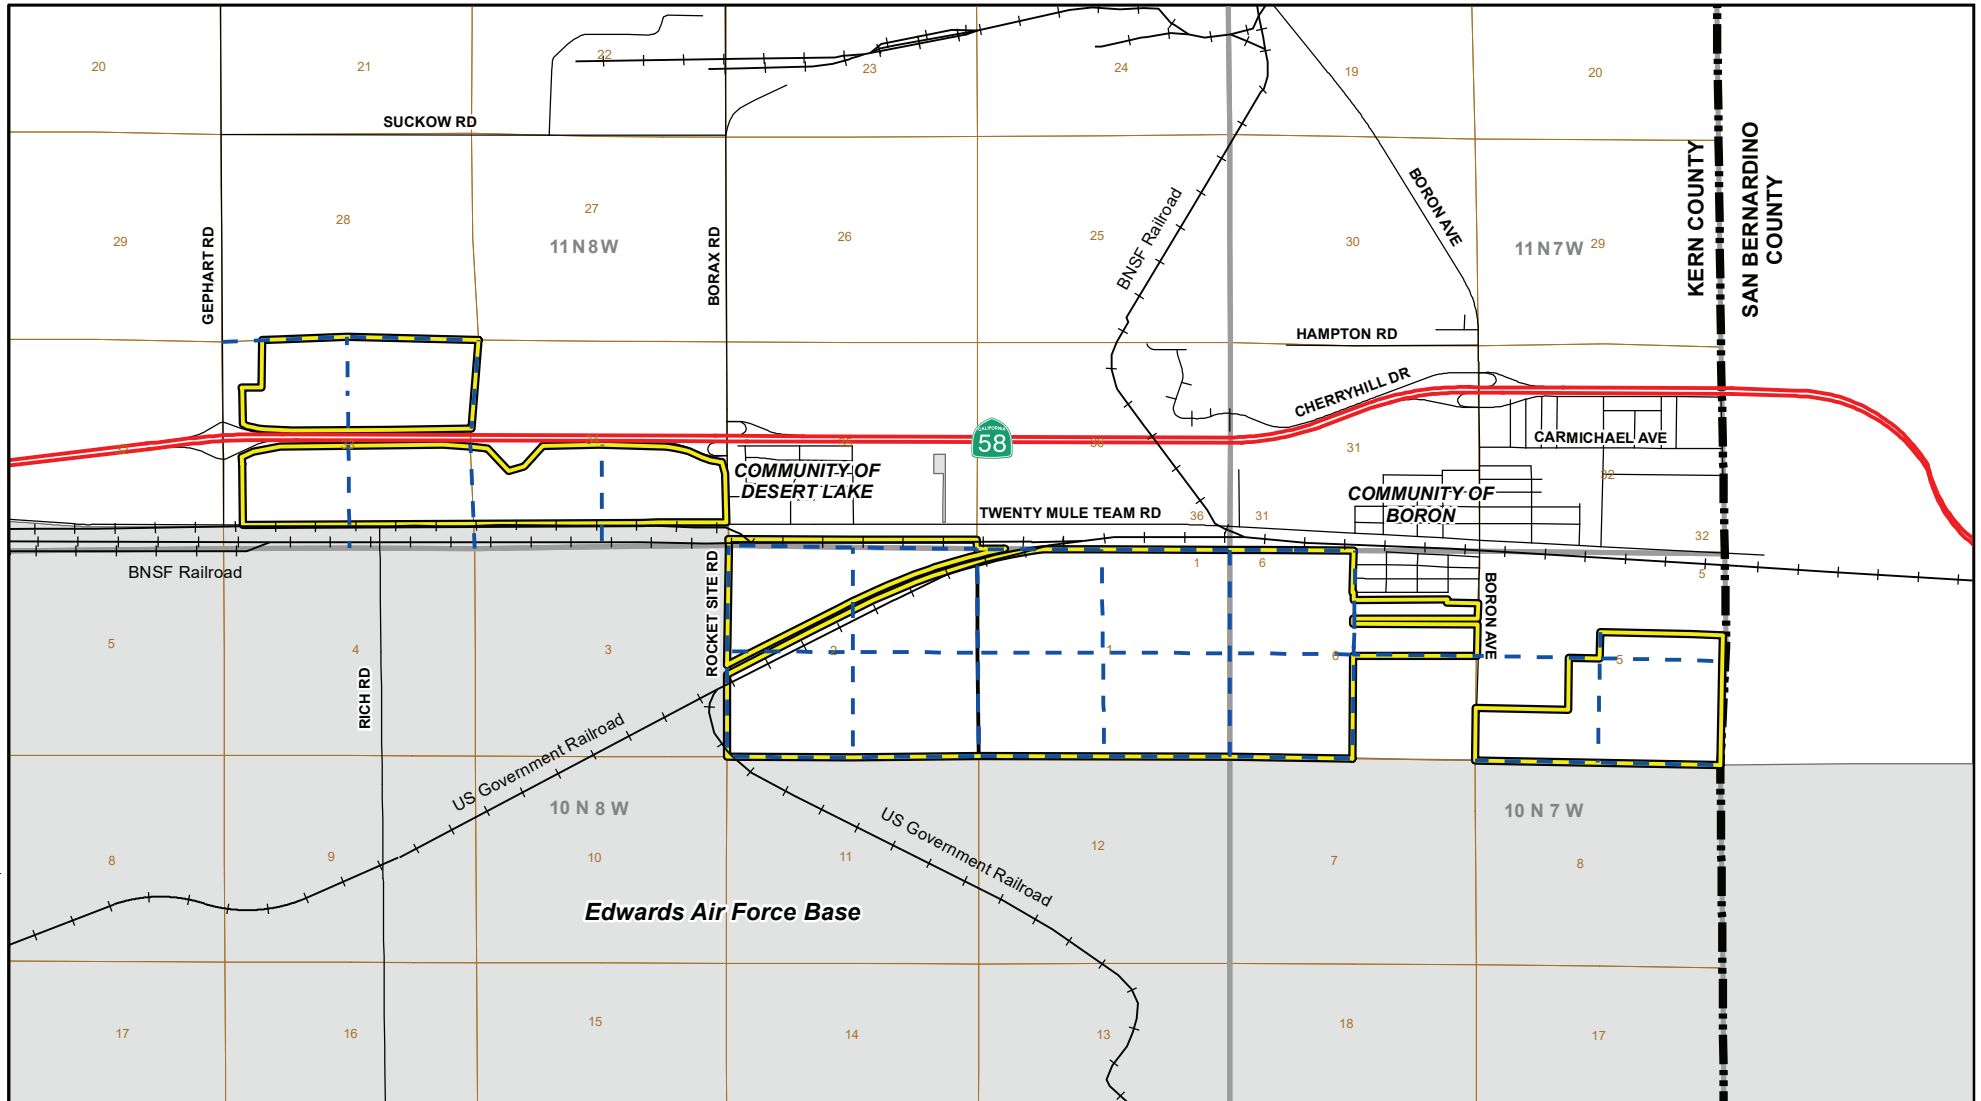 20
21
22
23
24
19
20
SUCKOW RD
KERN COUNTY
SAN BERNARDINO
COUNTY
29
28
27
26
25
30
29
11 N 8 W
11 N 7 W
GEPHART RD
BORAX RD
BNSF Railroad
BORON AVE
HAMPTON RD
CHERRYHILL DR
CALIFORNIA
58
31
CARMICHAEL AVE
32
COMMUNITY OF
DESERT LAKE
COMMUNITY OF
BORON
TWENTY MULE TEAM RD
36
31
32
BNSF Railroad
1
6
5
ROCKET SITE RD
BORON AVE
5
4
3
2
1
6
5
RICH RD
US Government Railroad
10 N 8 W
10 N 7 W
US Government Railroad
8
9
10
11
12
7
8
Edwards Air Force Base
17
16
15
14
13
18
17